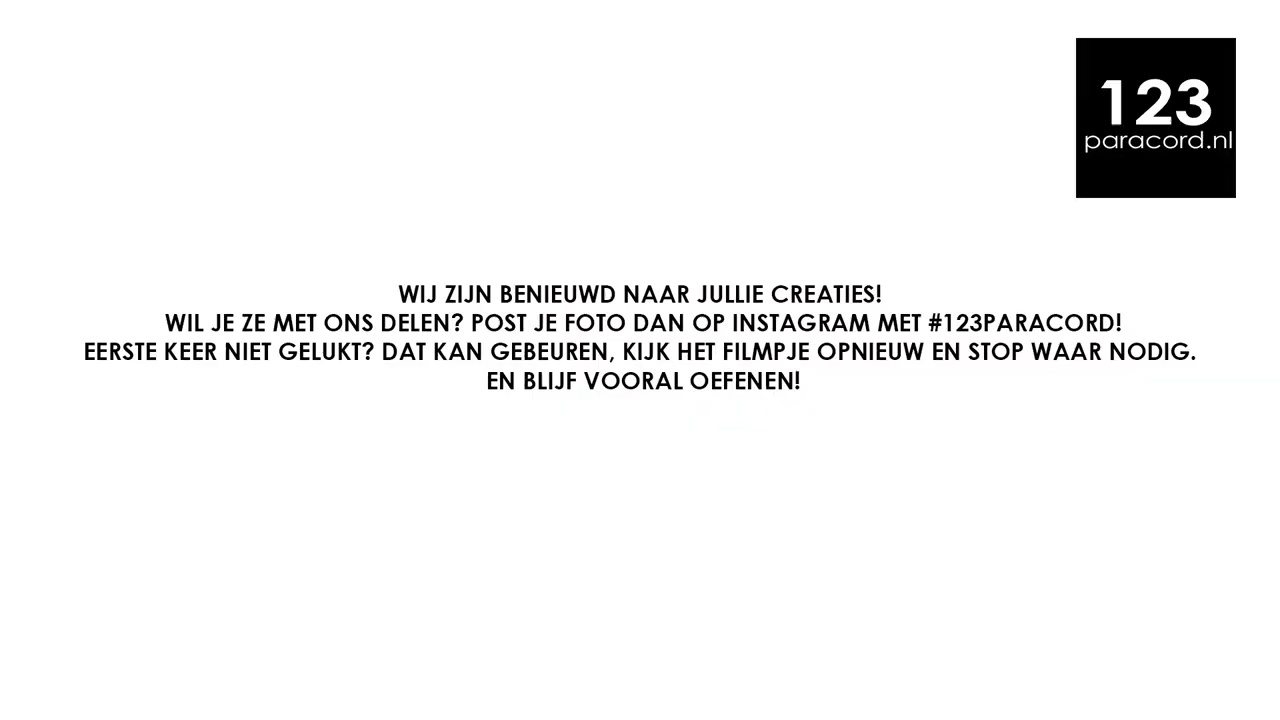 123
paracord.nl
WIJ ZIJN BENIEUWD NAAR JULLIE CREATIES!
WIL JE ZE MET ONS DELEN? POST JE FOTO DAN OP INSTAGRAM MET #123PARACORD!
EERSTE KEER NIET GELUKT? DAT KAN GEBEUREN, KIJK HET FILMPJE OPNIEUW EN STOP WAAR NODIG.
EN BLIJF VOORAL OEFENEN!